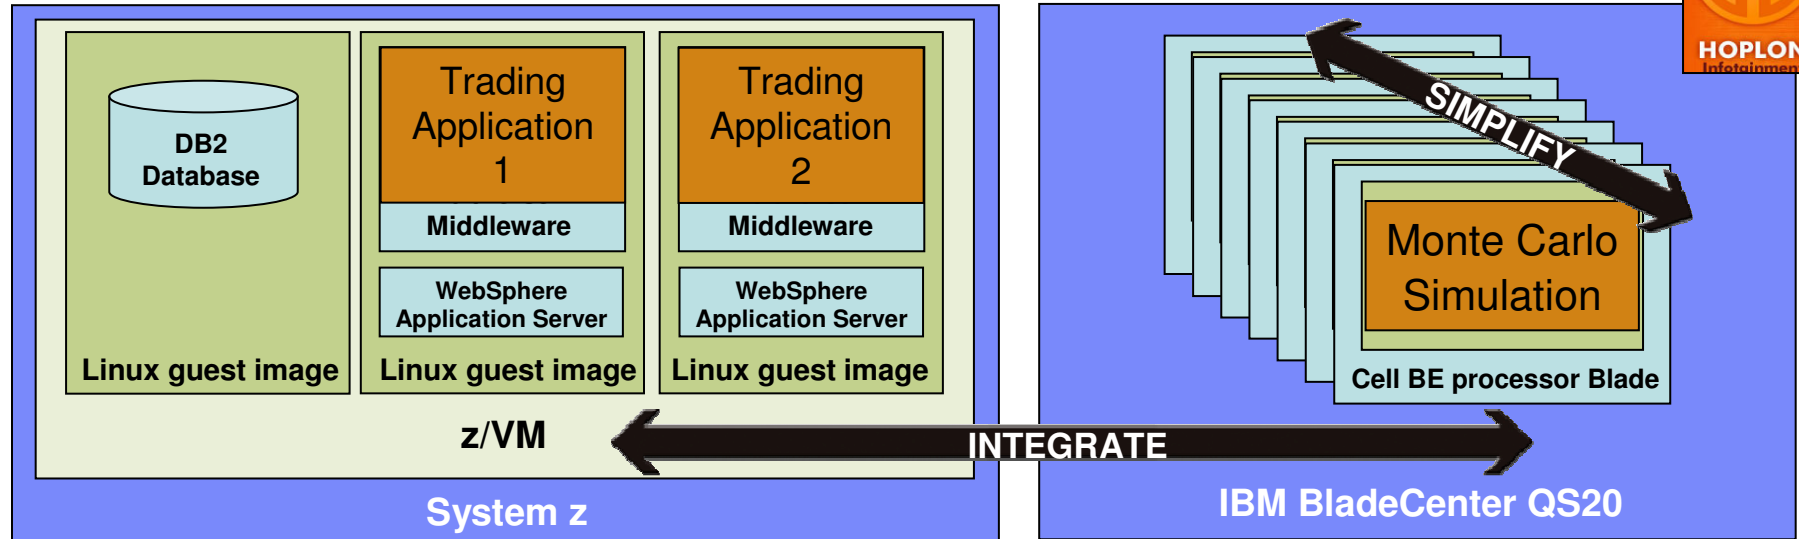 DB2
Database
Linux guest image
Trading
Application
1
Middleware
WebSphere
Application Server
Linux guest image
Trading
Application
2
Middleware
WebSphere
Application Server
Linux guest image
z/VM
System z
INTEGRATE
HOPLON
Infotainment
SIMPLIFY
Monte Carlo
Simulation
Cell BE processor Blade
IBM BladeCenter QS20